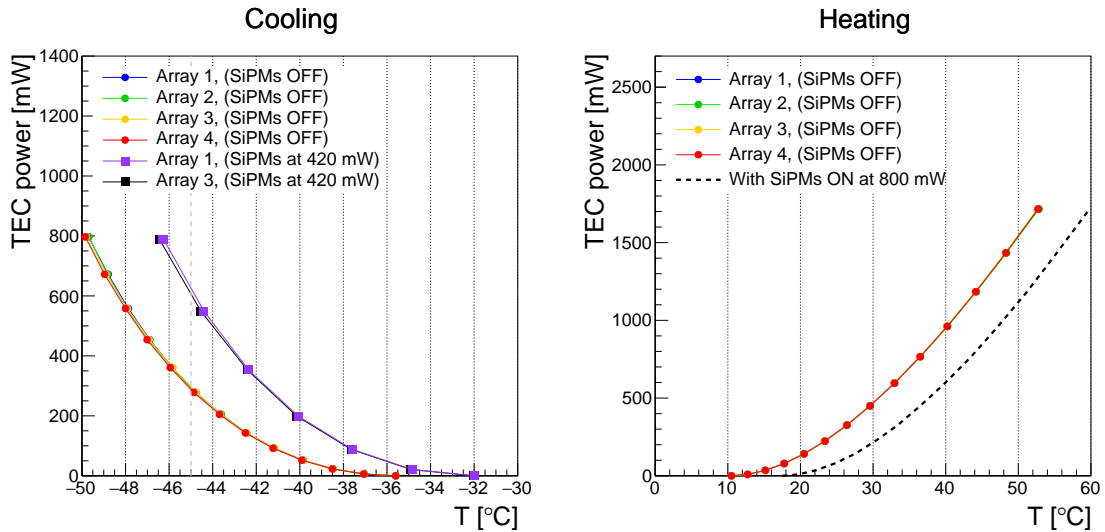 Cooling
TEC power [mW]
1400
1200
1000
800
600
400
200
0
Array 1, (SiPMs OFF)
Array 2, (SiPMs OFF)
Array 3, (SiPMs OFF)
Array 4, (SiPMs OFF)
Array 1, (SiPMs at 420 mW)
Array 3, (SiPMs at 420 mW)
−50 −48 −46 −44 −42 −40 −38 −36 −34 −32 −30
T [°C]
Heating
TEC power [mW]
2500
2000
1500
1000
500
0
Array 1, (SiPMs OFF)
Array 2, (SiPMs OFF)
Array 3, (SiPMs OFF)
Array 4, (SiPMs OFF)
With SiPMs ON at 800 mW
0 10 20 30 40 50 60
T [°C]